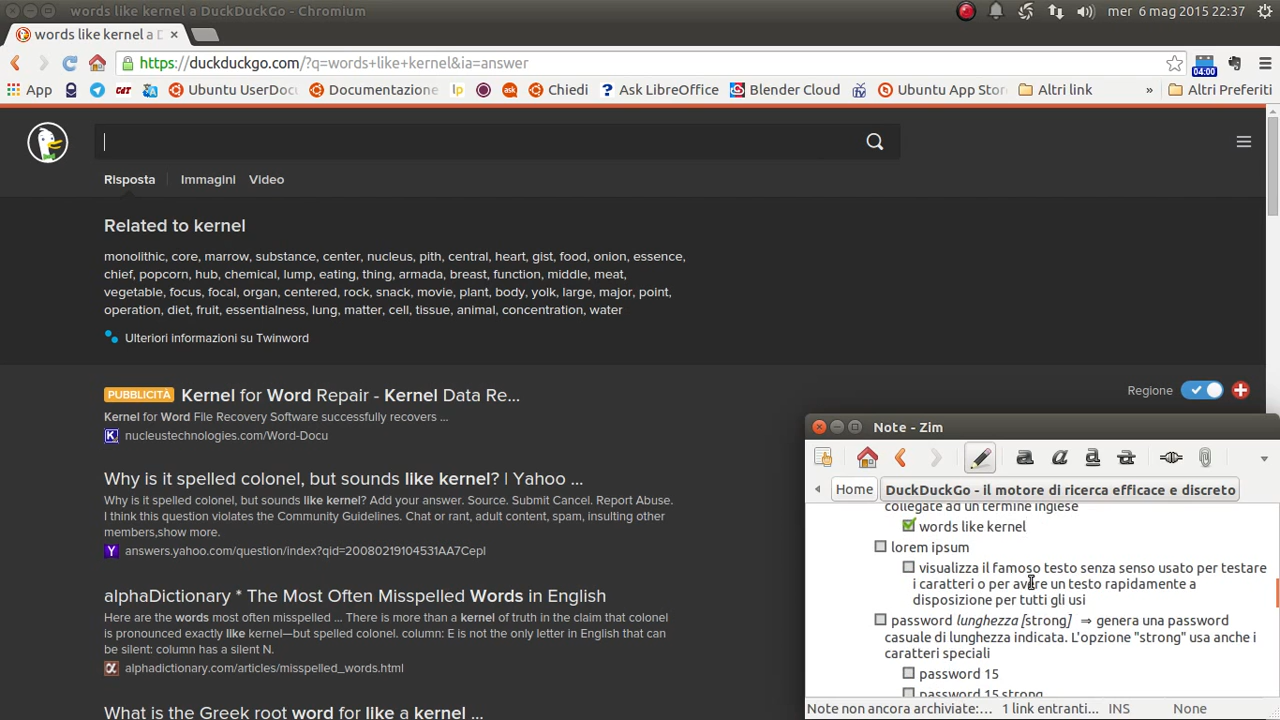 words like kernel a DuckDuckGo - Chromium
mer 6 mag 2015 22:37
words like kernel a D
https://duckduckgo.com/?q=words+like+kernel&ia=answer
04:00
App
CAT
Ubuntu UserDocu
Documentazione
lp
ask
Chiedi
? Ask LibreOffice
Blender Cloud
Ubuntu App Stor
Altri link
»
Altri Preferiti
Risposta
Immagini
Video
Related to kernel
monolithic, core, marrow, substance, center, nucleus, pith, central, heart, gist, food, onion, essence,
chief, popcorn, hub, chemical, lump, eating, thing, armada, breast, function, middle, meat,
vegetable, focus, focal, organ, centered, rock, snack, movie, plant, body, yolk, large, major, point,
operation, diet, fruit, essentialness, lung, matter, cell, tissue, animal, concentration, water
Ulteriori informazioni su Twinword
PUBBLICITÀ Kernel for Word Repair - Kernel Data Re...
Kernel for Word File Recovery Software successfully recovers ...
K nucleustechnologies.com/Word-Docu
Regione
Why is it spelled colonel, but sounds like kernel? | Yahoo ...
Why is it spelled colonel, but sounds like kernel? Add your answer. Source. Submit Cancel. Report Abuse.
I think this question violates the Community Guidelines. Chat or rant, adult content, spam, insulting other
members,show more.
Y answers.yahoo.com/question/index?qid=20080219104531AA7Cepl
alphaDictionary * The Most Often Misspelled Words in English
Here are the words most often misspelled ... There is more than a kernel of truth in the claim that colonel
is pronounced exactly like kernel—but spelled colonel. column: E is not the only letter in English that can
be silent: column has a silent N.
α alphadictionary.com/articles/misspelled_words.html
What is the Greek root word for like a kernel ...
Note - Zim
a a a a
Home
DuckDuckGo - il motore di ricerca efficace e discreto
collegate ad un termine inglese
words like kernel
lorem ipsum
visualizza il famoso testo senza senso usato per testare
i caratteri o per avere un testo rapidamente a
disposizione per tutti gli usi
password lunghezza [strong] ⇒ genera una password
casuale di lunghezza indicata. L'opzione "strong" usa anche i
caratteri speciali
password 15
password 15 strong
Note non ancora archiviate:...
1 link entranti...
INS
None